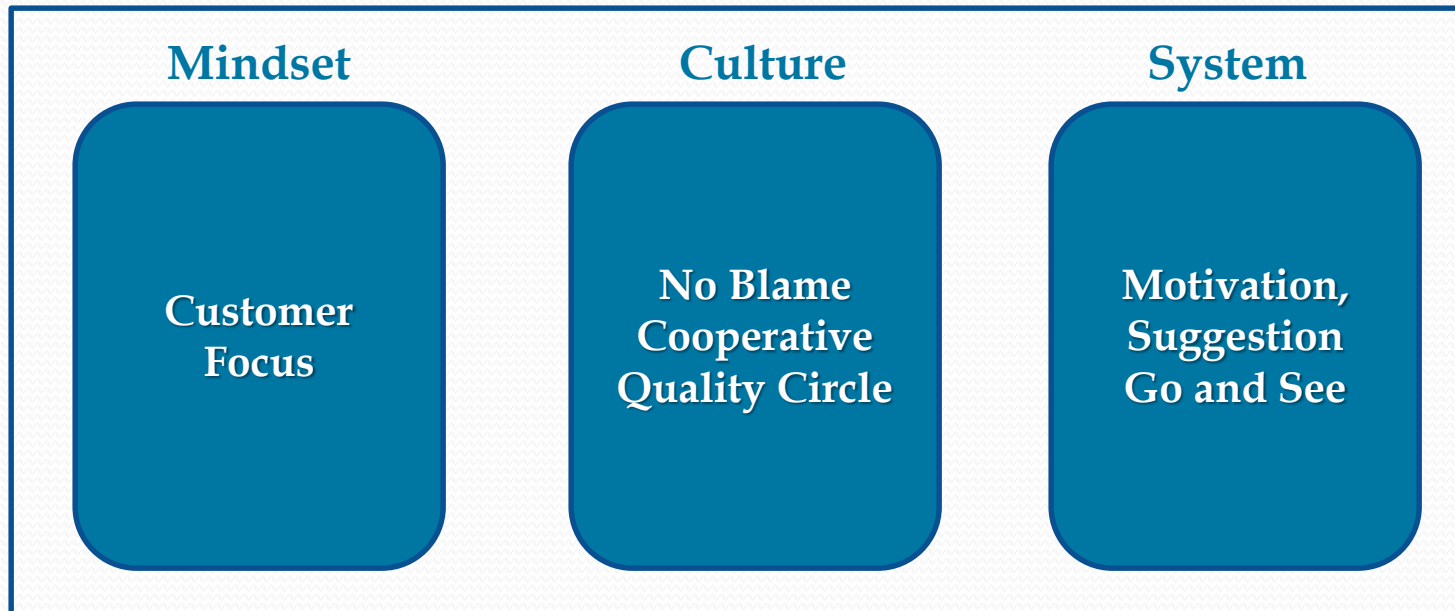 Mindset
Customer
Focus
Culture
No Blame
Cooperative
Quality Circle
System
Motivation,
Suggestion
Go and See